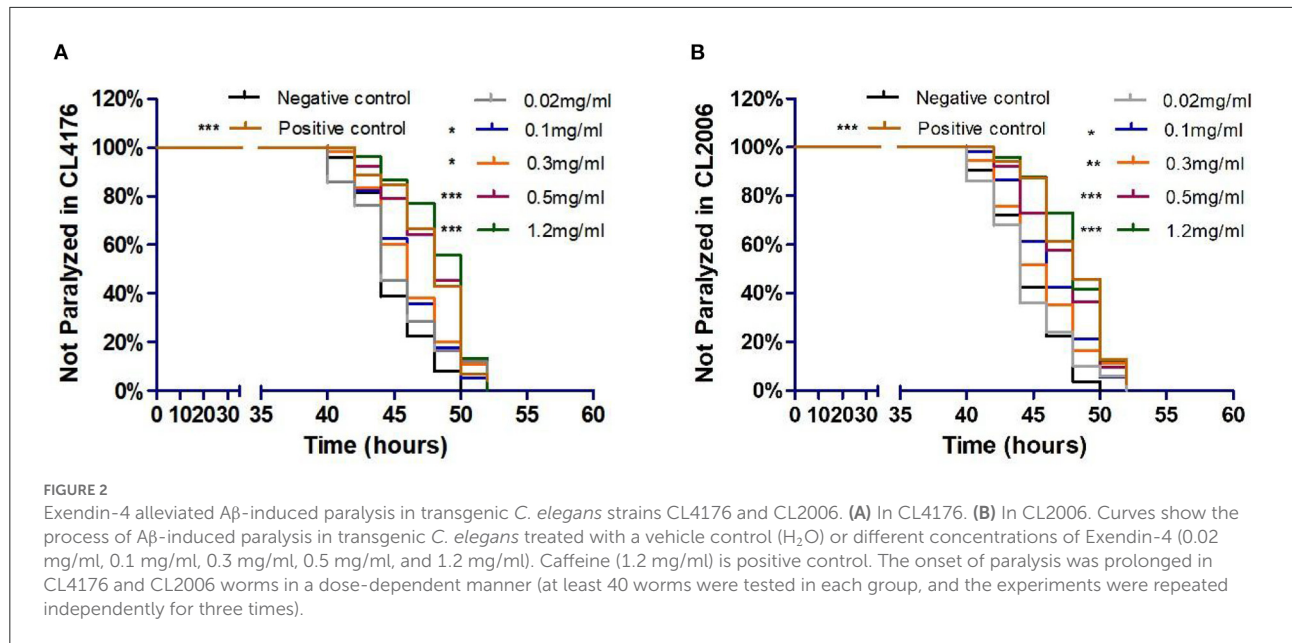 A
Negative control 0.02mg/ml
*** Positive control * 0.1mg/ml
* 0.3mg/ml
*** 0.5mg/ml
*** 1.2mg/ml
120%
100%
80%
60%
40%
20%
0%
Not Paralyzed in CL4176
0 10 20 30 35 40 45 50 55 60
Time (hours)
B
Negative control 0.02mg/ml
*** Positive control * 0.1mg/ml
** 0.3mg/ml
*** 0.5mg/ml
*** 1.2mg/ml
120%
100%
80%
60%
40%
20%
0%
Not Paralyzed in CL2006
0 10 20 30 35 40 45 50 55 60
Time (hours)
FIGURE 2
Exendin-4 alleviated Aβ-induced paralysis in transgenic C. elegans strains CL4176 and CL2006. (A) In CL4176. (B) In CL2006. Curves show the
process of Aβ-induced paralysis in transgenic C. elegans treated with a vehicle control (H₂O) or different concentrations of Exendin-4 (0.02
mg/ml, 0.1 mg/ml, 0.3 mg/ml, 0.5 mg/ml, and 1.2 mg/ml). Caffeine (1.2 mg/ml) is positive control. The onset of paralysis was prolonged in
CL4176 and CL2006 worms in a dose-dependent manner (at least 40 worms were tested in each group, and the experiments were repeated
independently for three times).